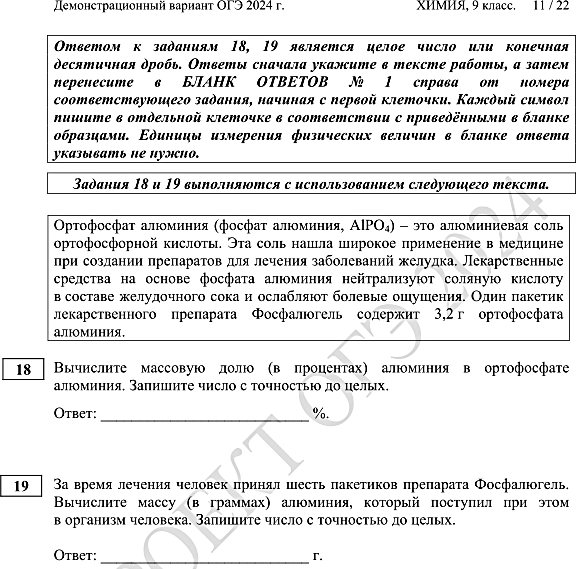 Демонстрационный вариант ОГЭ 2024 г. ХИМИЯ, 9 класс. 11 / 22
Ответом к заданиям 18, 19 является целое число или конечная
десятичная дробь. Ответы сначала укажите в тексте работы, а затем
перенесите в БЛАНК ОТВЕТОВ № 1 справа от номера
соответствующего задания, начиная с первой клеточки. Каждый символ
пишите в отдельной клеточке в соответствии с приведёнными в бланке
образцами. Единицы измерения физических величин в бланке ответа
указывать не нужно.
Задания 18 и 19 выполняются с использованием следующего текста.
Ортофосфат алюминия (фосфат алюминия, AlPO₄) – это алюминиевая соль
ортофосфорной кислоты. Эта соль нашла широкое применение в медицине
при создании препаратов для лечения заболеваний желудка. Лекарственные
средства на основе фосфата алюминия нейтрализуют соляную кислоту
в составе желудочного сока и ослабляют болевые ощущения. Один пакетик
лекарственного препарата Фосфалюгель содержит 3,2 г ортофосфата
алюминия.
18 Вычислите массовую долю (в процентах) алюминия в ортофосфате
алюминия. Запишите число с точностью до целых.
Ответ: ___________________________ %.
19 За время лечения человек принял шесть пакетиков препарата Фосфалюгель.
Вычислите массу (в граммах) алюминия, который поступил при этом
в организм человека. Запишите число с точностью до целых.
Ответ: ___________________________ г.
ПРОЕКТ ОГЭ 2024